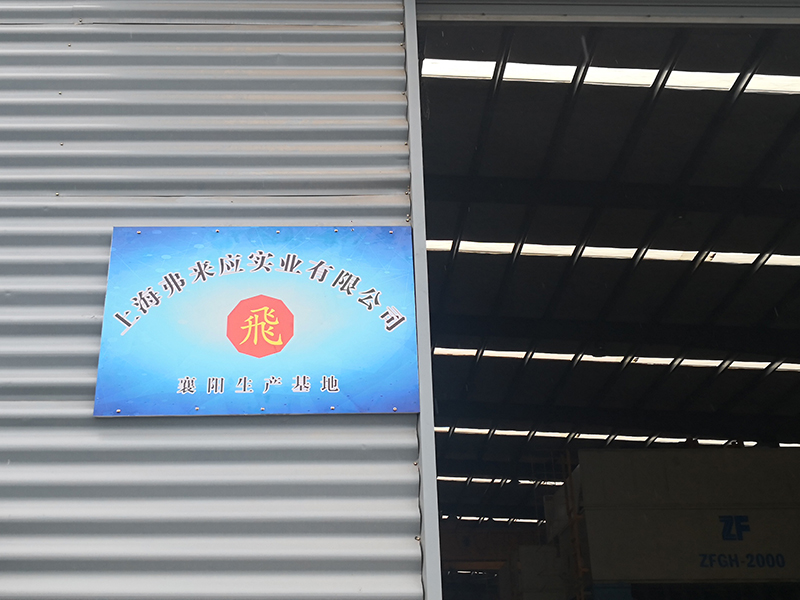 上海弗来应实业有限公司
飛
襄阳生产基地
ZF
ZFGH-2000